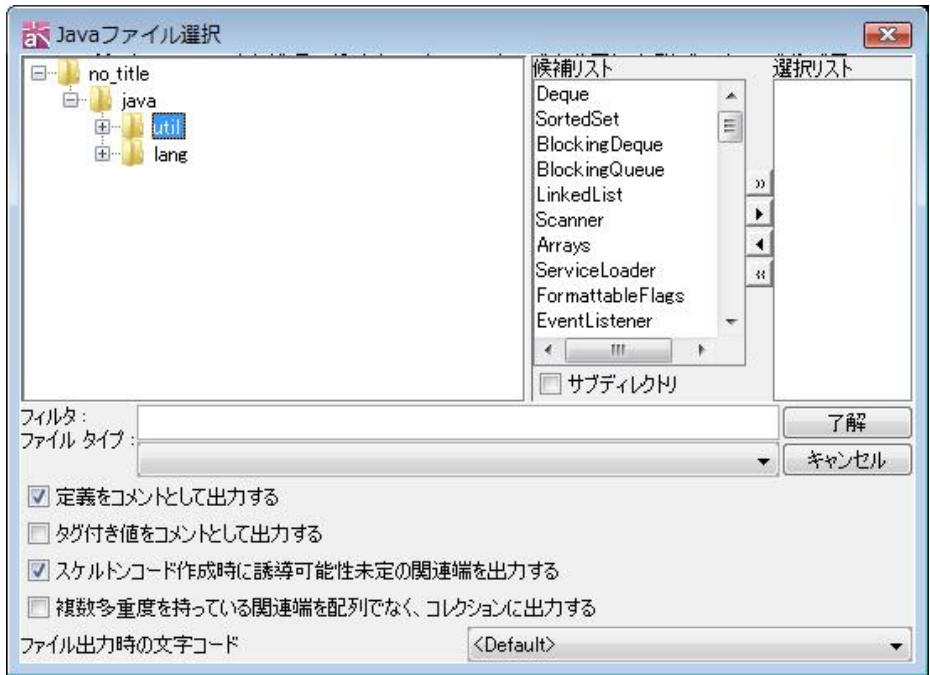 Javaファイル選択
no_title
java
util
lang
候補リスト
Deque
SortedSet
BlockingDeque
BlockingQueue
LinkedList
Scanner
Arrays
ServiceLoader
FormattableFlags
EventListener
サブディレクトリ
選択リスト
フィルタ :
了解
ファイル タイプ :
キャンセル
定義をコメントとして出力する
タグ付き値をコメントとして出力する
スケルトンコード作成時に誘導可能性未定の関連端を出力する
複数多重度を持っている関連端を配列でなく、コレクションに出力する
ファイル出力時の文字コード
<Default>